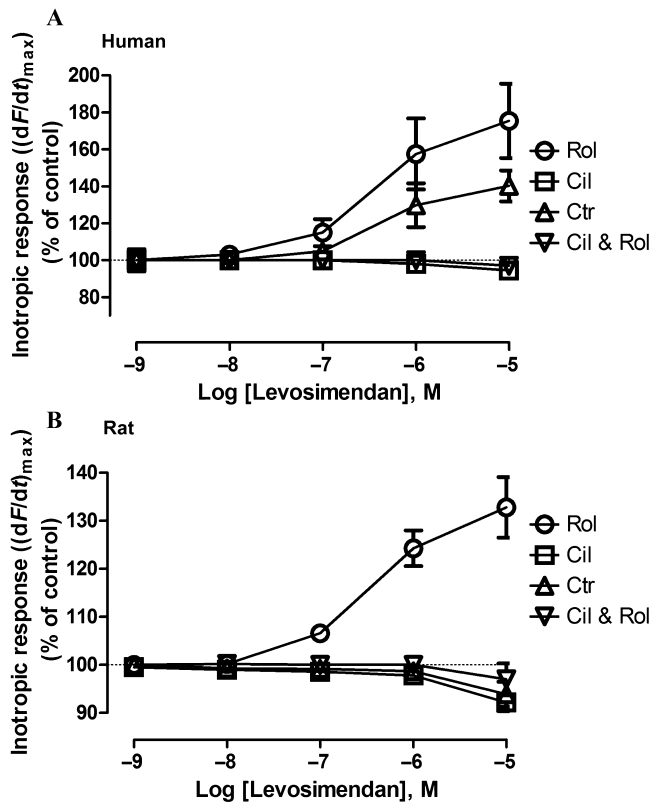 A
Human
Inotropic response ((dF/dt)max)
(% of control)
200
180
160
140
120
100
80
–9
–8
–7
–6
–5
Log [Levosimendan], M
Rol
Cil
Ctr
Cil & Rol
B
Rat
Inotropic response ((dF/dt)max)
(% of control)
140
130
120
110
100
90
–9
–8
–7
–6
–5
Log [Levosimendan], M
Rol
Cil
Ctr
Cil & Rol